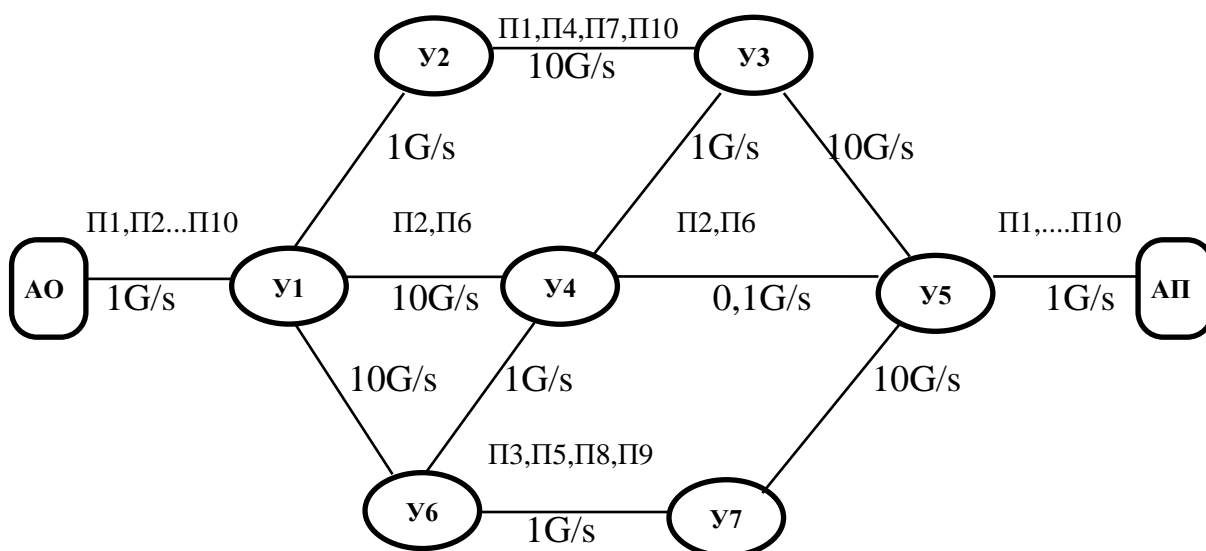 П1,П4,П7,П10
У2
У3
10G/s
1G/s
1G/s
10G/s
П1,П2...П10
П2,П6
П2,П6
П1,....П10
АО
У1
У4
У5
АП
1G/s
10G/s
0,1G/s
1G/s
10G/s
1G/s
10G/s
П3,П5,П8,П9
У6
У7
1G/s